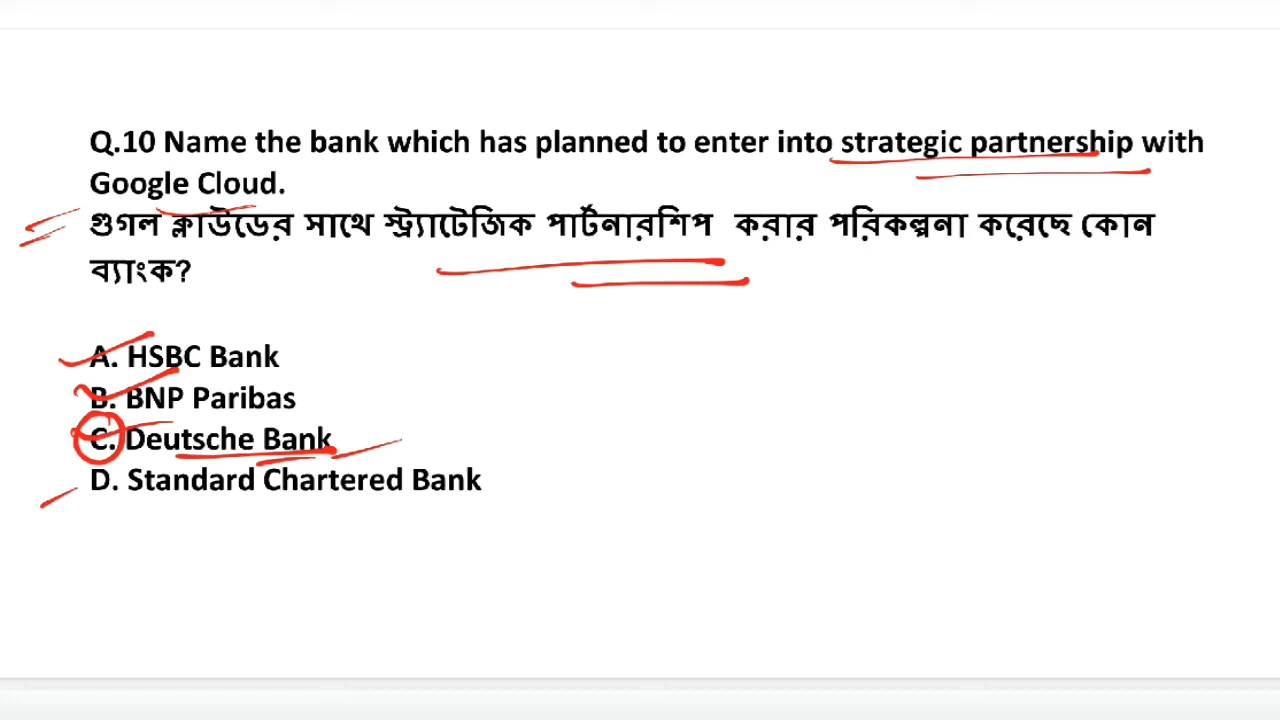 Q.10 Name the bank which has planned to enter into strategic partnership with
Google Cloud.
গুগল ক্লাউডের সাথে স্ট্র্যাটেজিক পার্টনারশিপ করার পরিকল্পনা করেছে কোন
ব্যাংক?
A. HSBC Bank
B. BNP Paribas
C. Deutsche Bank
D. Standard Chartered Bank